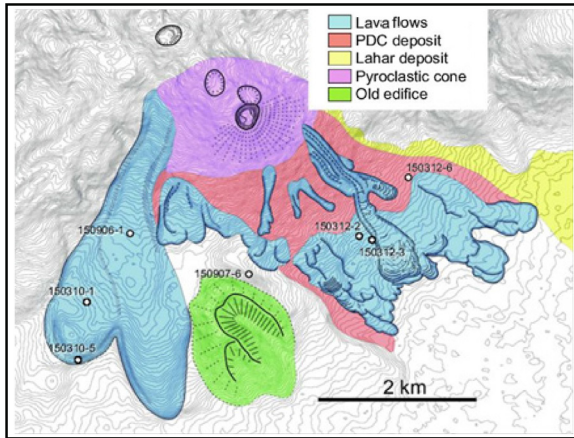 Lava flows
PDC deposit
Lahar deposit
Pyroclastic cone
Old edifice
150312-6
150906-1
150312-2
150312-3
150907-6
150310-1
150310-5
2 km